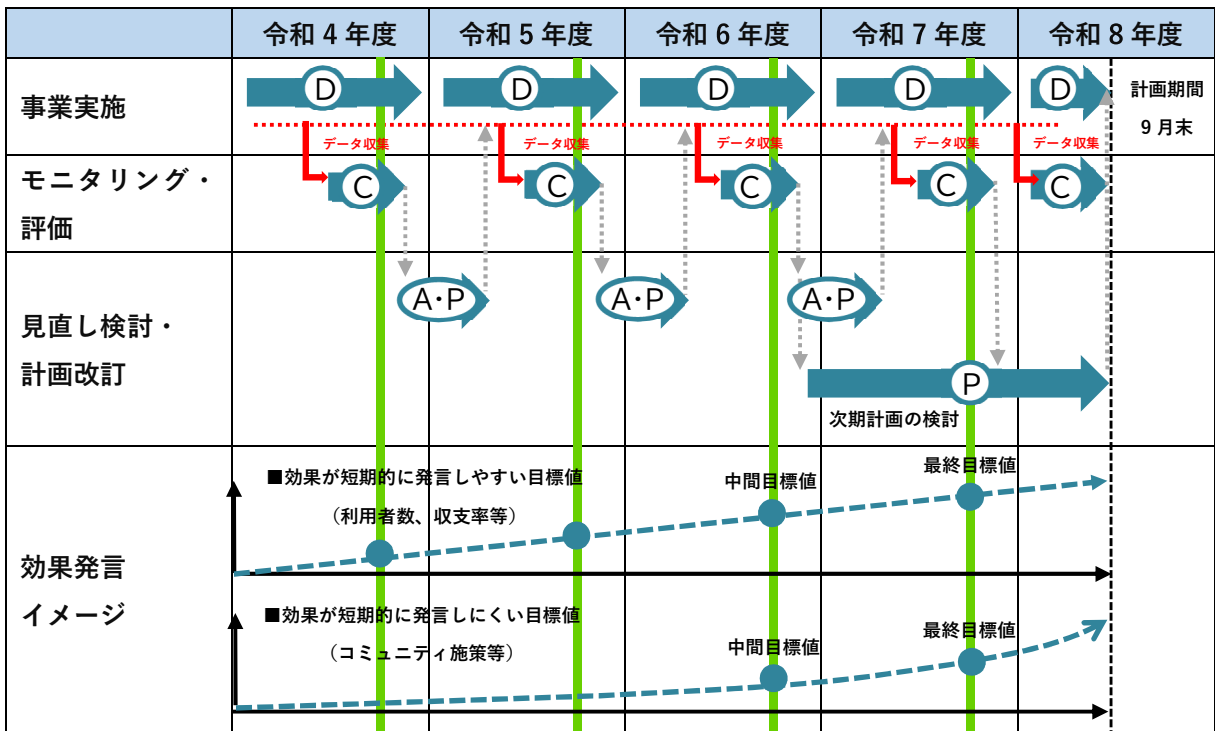 令和４年度
令和５年度
令和６年度
令和７年度
令和８年度
事業実施
D
D
D
D
D
計画期間
９月末
データ収集
データ収集
データ収集
データ収集
データ収集
モニタリング・
評価
C
C
C
C
C
見直し検討・
計画改訂
A・P
A・P
A・P
P
次期計画の検討
効果発言
イメージ
■効果が短期的に発言しやすい目標値
（利用者数、収支率等）
中間目標値
最終目標値
■効果が短期的に発言しにくい目標値
（コミュニティ施策等）
中間目標値
最終目標値